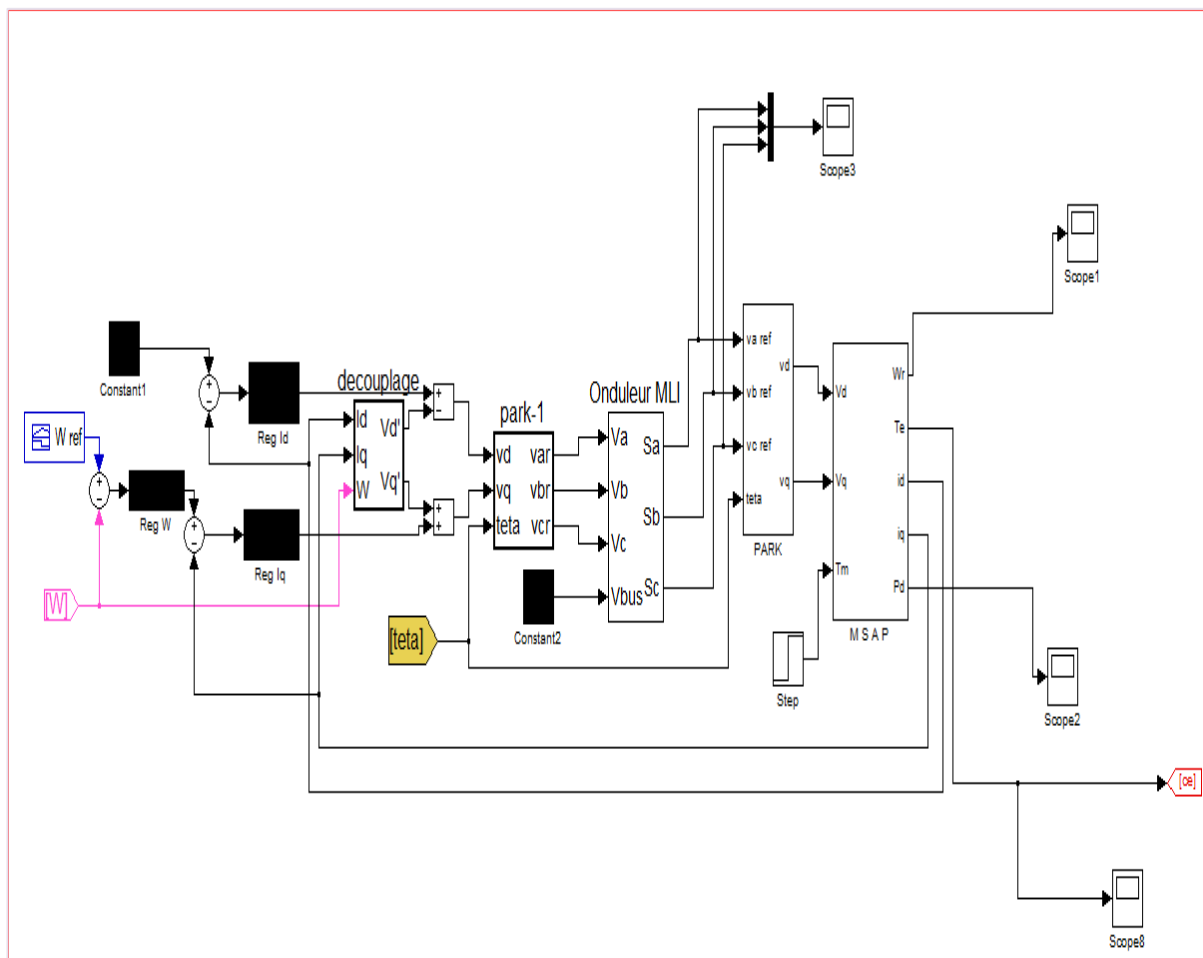 Scope3
Scope1
Constant1
+
−
Reg Id
decouplage
Id
Iq
W
Vd'
Vq'
+
−
+
+
W ref
+
−
Reg W
+
−
Reg Iq
[W]
park-1
vd
vq
teta
var
vbr
vcr
Onduleur MLI
Va
Vb
Vc
Vbus
Sa
Sb
Sc
Constant2
[teta]
va ref
vb ref
vc ref
teta
vd
vq
PARK
Vd
Vq
Tm
Wr
Te
id
iq
Pd
M S A P
Step
Scope2
[ce]
Scope8